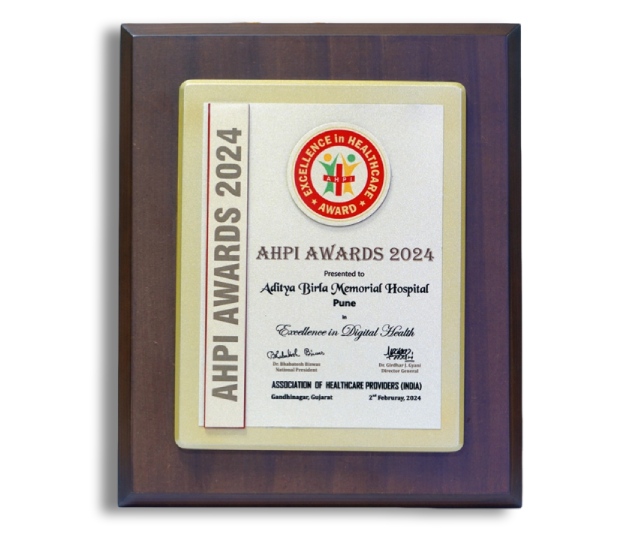 AHPI AWARDS 2024
EXCELLENCE in HEALTHCARE
AHPI
★ AWARD ★
AHPI AWARDS 2024
Presented to
Aditya Birla Memorial Hospital
Pune
in
Excellence in Digital Health
Dr. Bhabatosh Biswas
National President
Dr. Girdhar J. Gyani
Director General
ASSOCIATION OF HEALTHCARE PROVIDERS (INDIA)
Gandhinagar, Gujarat 2nd Februray, 2024